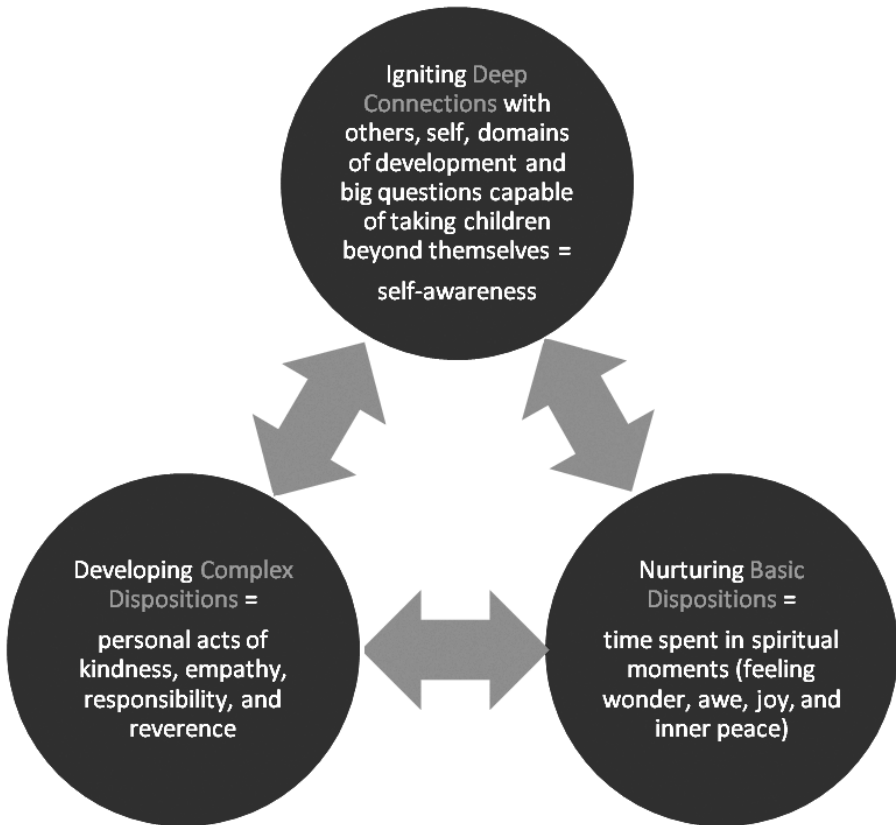 Igniting Deep
Connections with
others, self, domains
of development and
big questions capable
of taking children
beyond themselves =
self-awareness
Developing Complex
Dispositions =
personal acts of
kindness, empathy,
responsibility, and
reverence
Nurturing Basic
Dispositions =
time spent in spiritual
moments (feeling
wonder, awe, joy, and
inner peace)